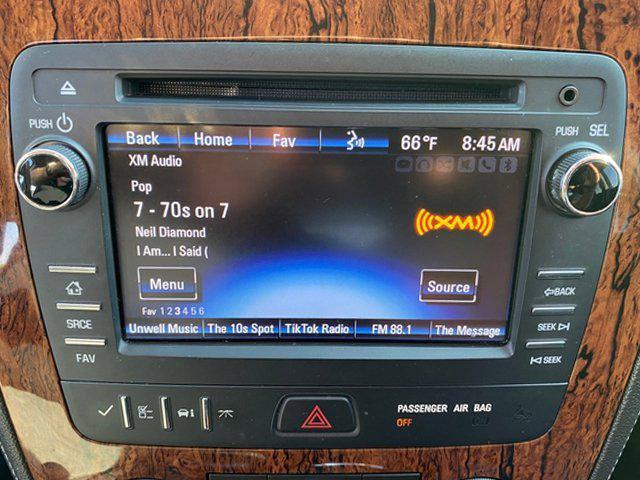 PUSH
PUSH SEL
Back Home Fav 66°F 8:45 AM
XM Audio
Pop
7 - 70s on 7
Neil Diamond
I Am... I Said (
((((XM))))
Menu Source
Fav 1 2 3 4 5 6
Unwell Music The 10s Spot TikTok Radio FM 88.1 The Message
BACK
SRCE SEEK
FAV SEEK
PASSENGER AIR BAG
OFF